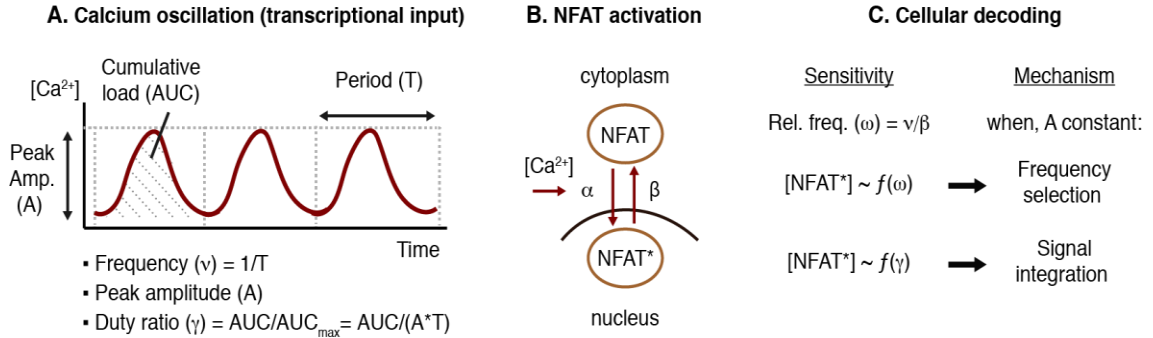 A. Calcium oscillation (transcriptional input)
[Ca²⁺]
Cumulative
load (AUC)
Period (T)
Peak
Amp.
(A)
Time
▪ Frequency (ν) = 1/T
▪ Peak amplitude (A)
▪ Duty ratio (γ) = AUC/AUCmax= AUC/(A*T)
B. NFAT activation
cytoplasm
NFAT
[Ca²⁺]
α
β
NFAT*
nucleus
C. Cellular decoding
Sensitivity
Mechanism
Rel. freq. (ω) = ν/β
when, A constant:
[NFAT*] ~ f(ω)
Frequency
selection
[NFAT*] ~ f(γ)
Signal
integration